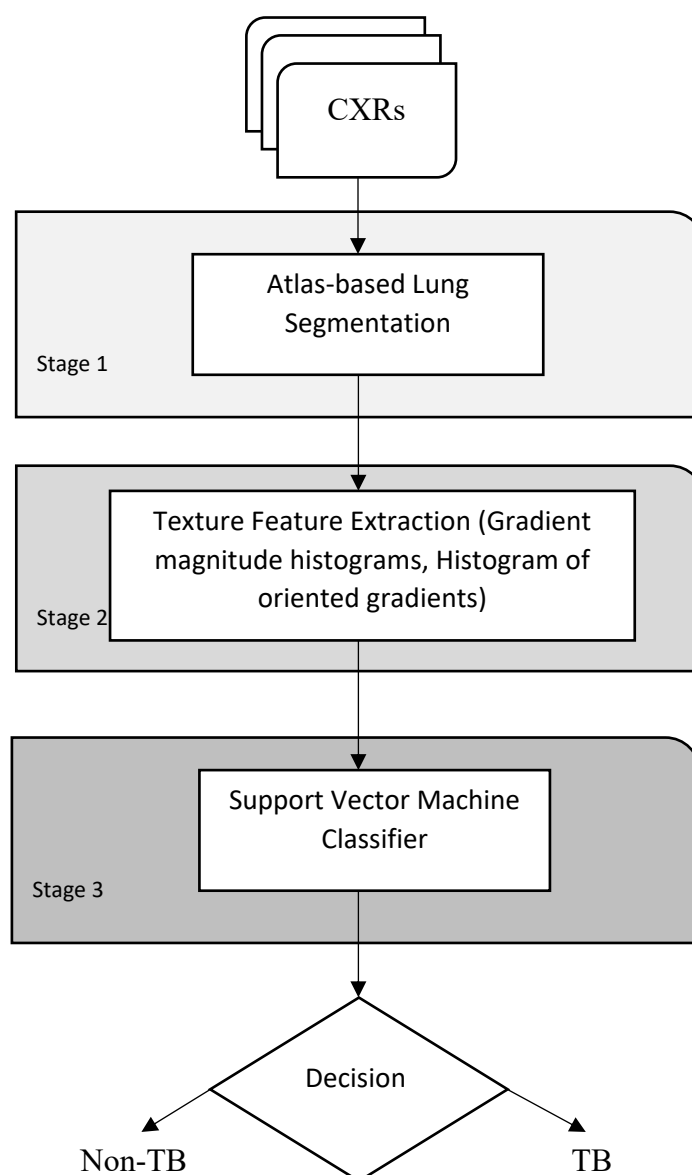 CXRs
Atlas-based Lung
Segmentation
Stage 1
Texture Feature Extraction (Gradient
magnitude histograms, Histogram of
oriented gradients)
Stage 2
Support Vector Machine
Classifier
Stage 3
Decision
Non-TB
TB